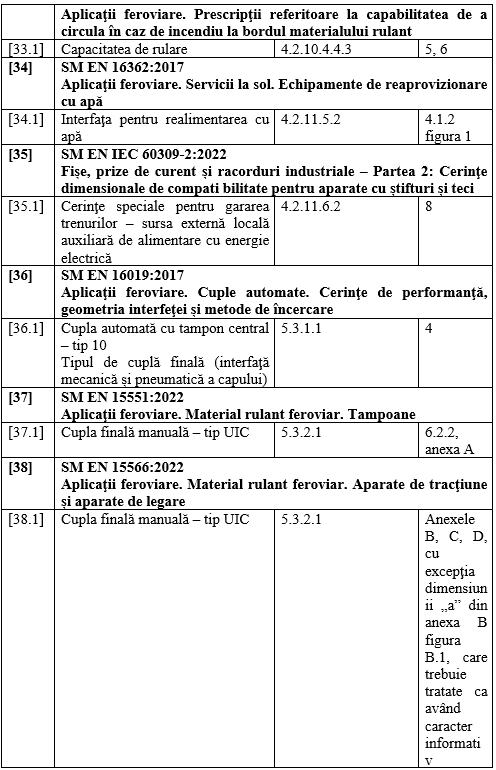 Aplicații feroviare. Prescripții referitoare la capabilitatea de a
circula în caz de incendiu la bordul materialului rulant
[33.1] Capacitatea de rulare 4.2.10.4.4.3 5, 6
[34] SM EN 16362:2017
Aplicații feroviare. Servicii la sol. Echipamente de reaprovizionare
cu apă
[34.1] Interfața pentru realimentarea cu 4.2.11.5.2 4.1.2
apă figura 1
[35] SM EN IEC 60309-2:2022
Fișe, prize de curent și racorduri industriale – Partea 2: Cerințe
dimensionale de compati bilitate pentru aparate cu știfturi și teci
[35.1] Cerințe speciale pentru gararea 4.2.11.6.2 8
trenurilor – sursa externă locală
auxiliară de alimentare cu energie
electrică
[36] SM EN 16019:2017
Aplicații feroviare. Cuple automate. Cerințe de performanță,
geometria interfeței și metode de încercare
[36.1] Cupla automată cu tampon central 5.3.1.1 4
– tip 10
Tipul de cuplă finală (interfață
mecanică și pneumatică a capului)
[37] SM EN 15551:2022
Aplicații feroviare. Material rulant feroviar. Tampoane
[37.1] Cupla finală manuală – tip UIC 5.3.2.1 6.2.2,
anexa A
[38] SM EN 15566:2022
Aplicații feroviare. Material rulant feroviar. Aparate de tracțiune
și aparate de legare
[38.1] Cupla finală manuală – tip UIC 5.3.2.1 Anexele
B, C, D,
cu
excepția
dimensiun
ii „a” din
anexa B
figura
B.1, care
trebuie
tratate ca
având
caracter
informati
v